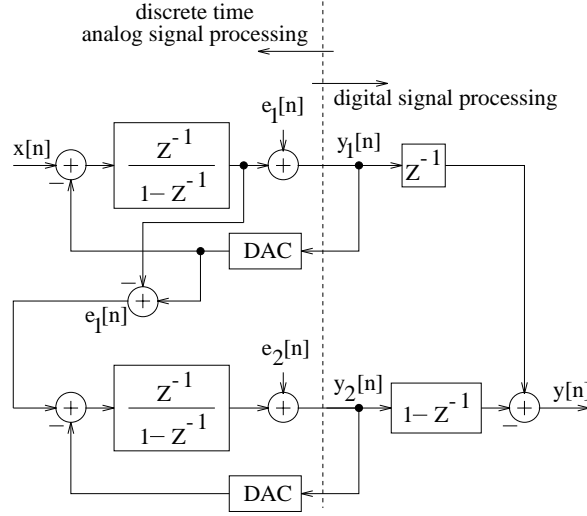 discrete time
analog signal processing
digital signal processing
e1[n]
x[n]
Z-1
1- Z-1
y1[n]
Z-1
+
+
−
DAC
−
+
e1[n]
e2[n]
Z-1
1- Z-1
y2[n]
1- Z-1
y[n]
+
+
+
−
−
DAC